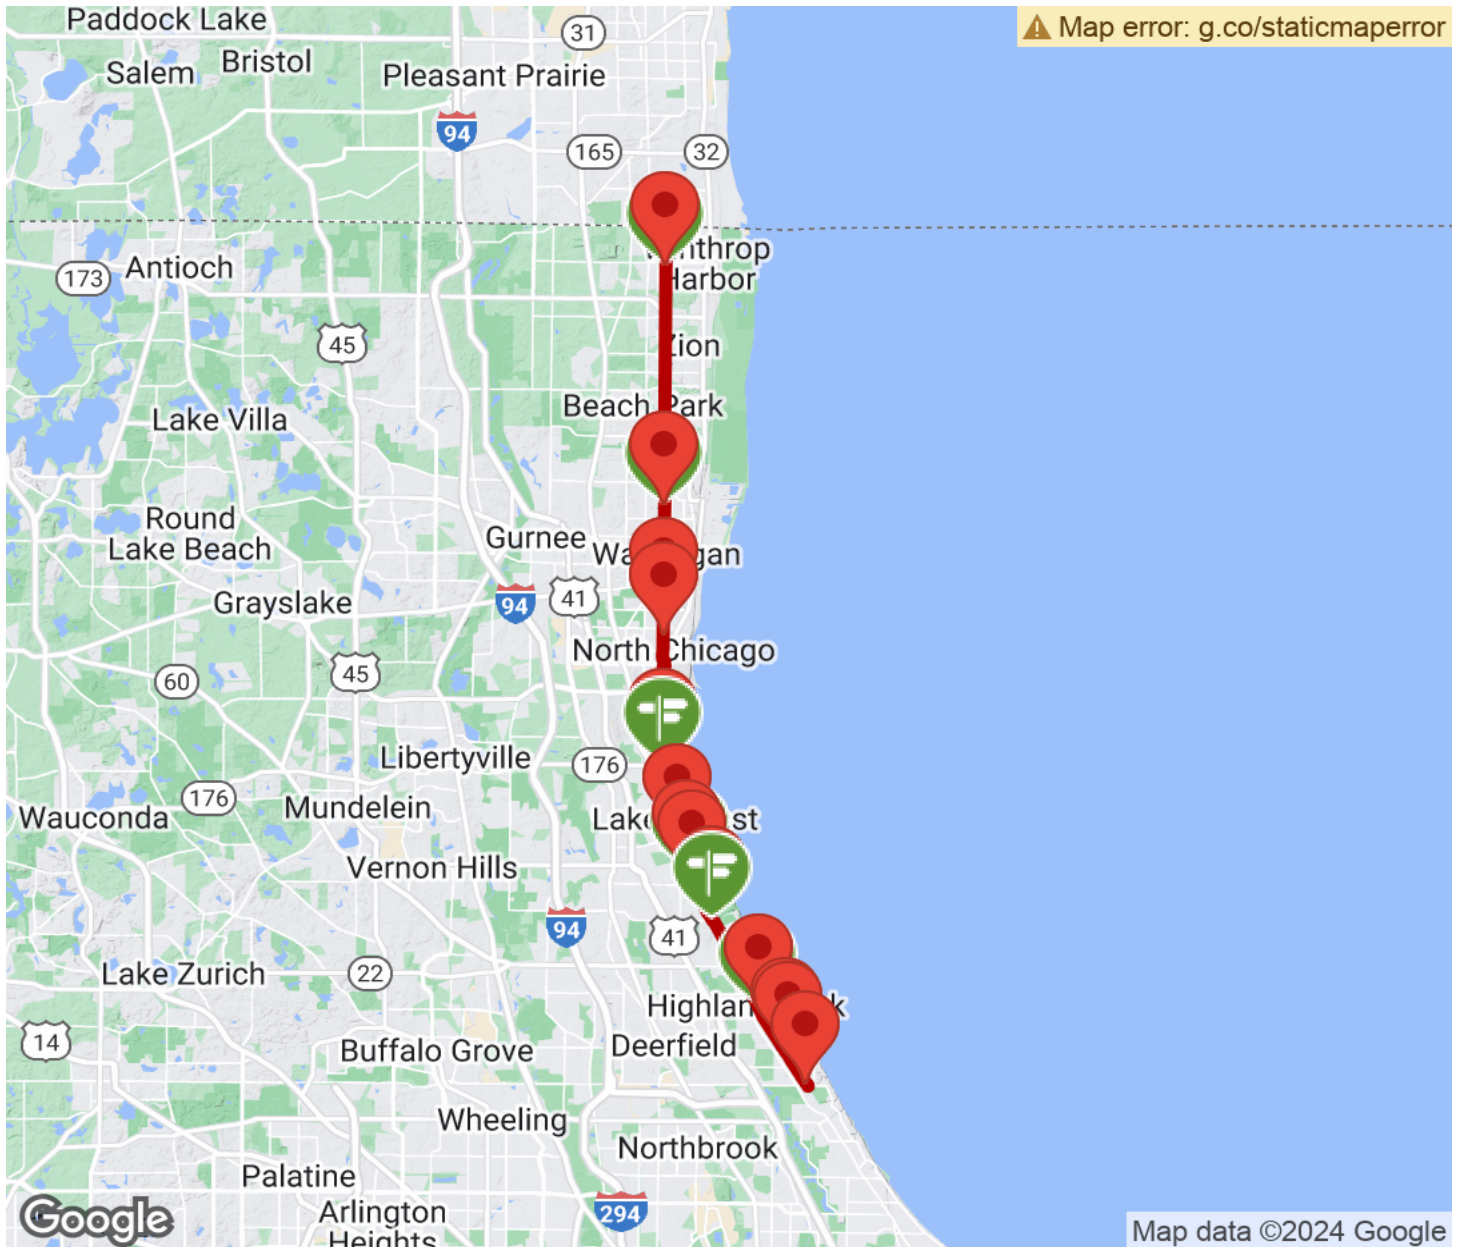 Paddock Lake
31
Map error: g.co/staticmaperror
Salem
Bristol
Pleasant Prairie
94
165
32
Harbor
Antioch
173
45
Zion
Beach Park
Lake Villa
Round
Lake Beach
Gurnee
Grayslake
94
41
North Chicago
60
45
Libertyville
176
176
Mundelein
Wauconda
Vernon Hills
94
41
Lake Zurich
22
14
Buffalo Grove
Deerfield
Wheeling
Northbrook
Palatine
Arlington
Heights
294
Google
Map data ©2024 Google